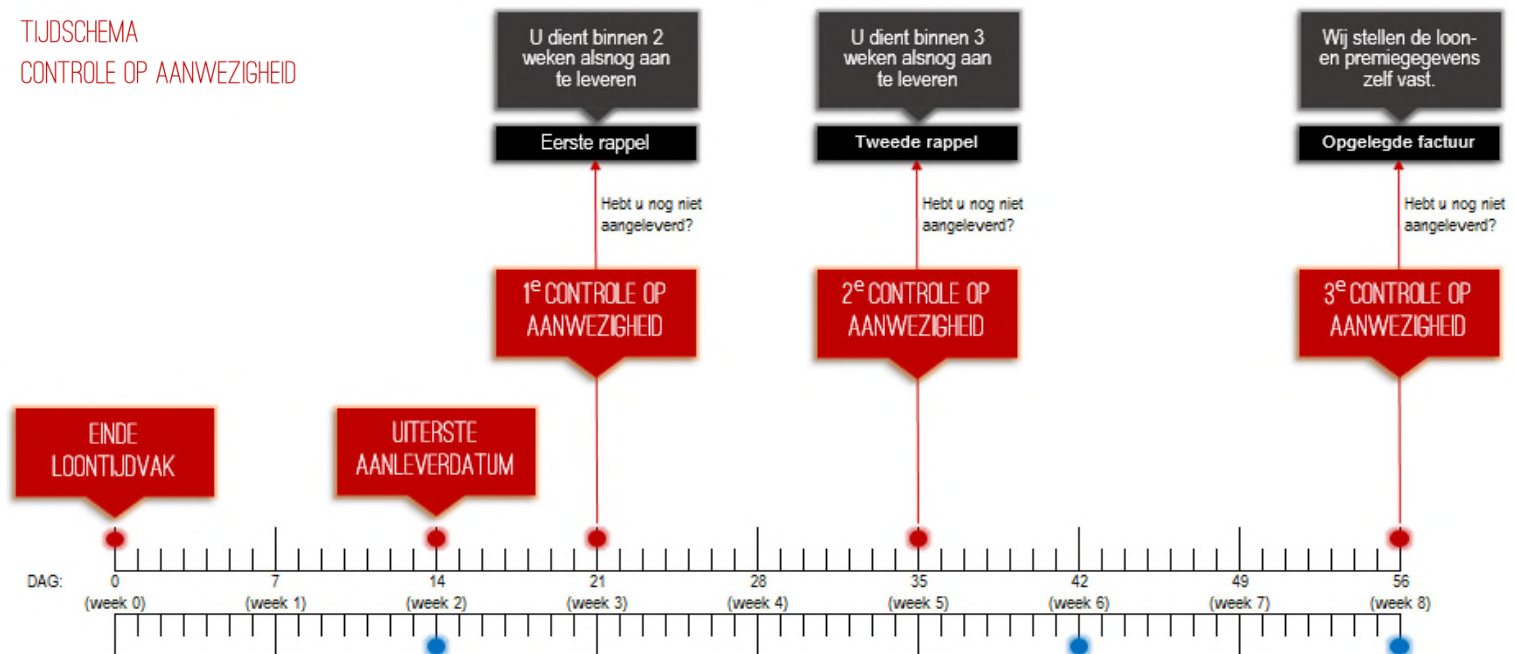 TIJDSCHEMA
CONTROLE OP AANWEZIGHEID
U dient binnen 2
weken alsnog aan
te leveren
Eerste rappel
Hebt u nog niet
aangeleverd?
1e CONTROLE OP
AANWEZIGHEID
U dient binnen 3
weken alsnog aan
te leveren
Tweede rappel
Hebt u nog niet
aangeleverd?
2e CONTROLE OP
AANWEZIGHEID
Wij stellen de loon-
en premiegegevens
zelf vast.
Opgelegde factuur
Hebt u nog niet
aangeleverd?
3e CONTROLE OP
AANWEZIGHEID
EINDE
LOONTIJDVAK
UITERSTE
AANLEVERDATUM
DAG: 0 7 14 21 28 35 42 49 56
(week 0) (week 1) (week 2) (week 3) (week 4) (week 5) (week 6) (week 7) (week 8)